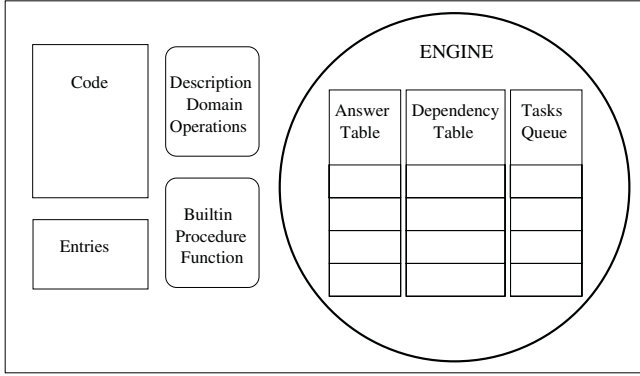 Code
Entries
Description
Domain
Operations
Builtin
Procedure
Function
ENGINE
Answer
Table
Dependency
Table
Tasks
Queue